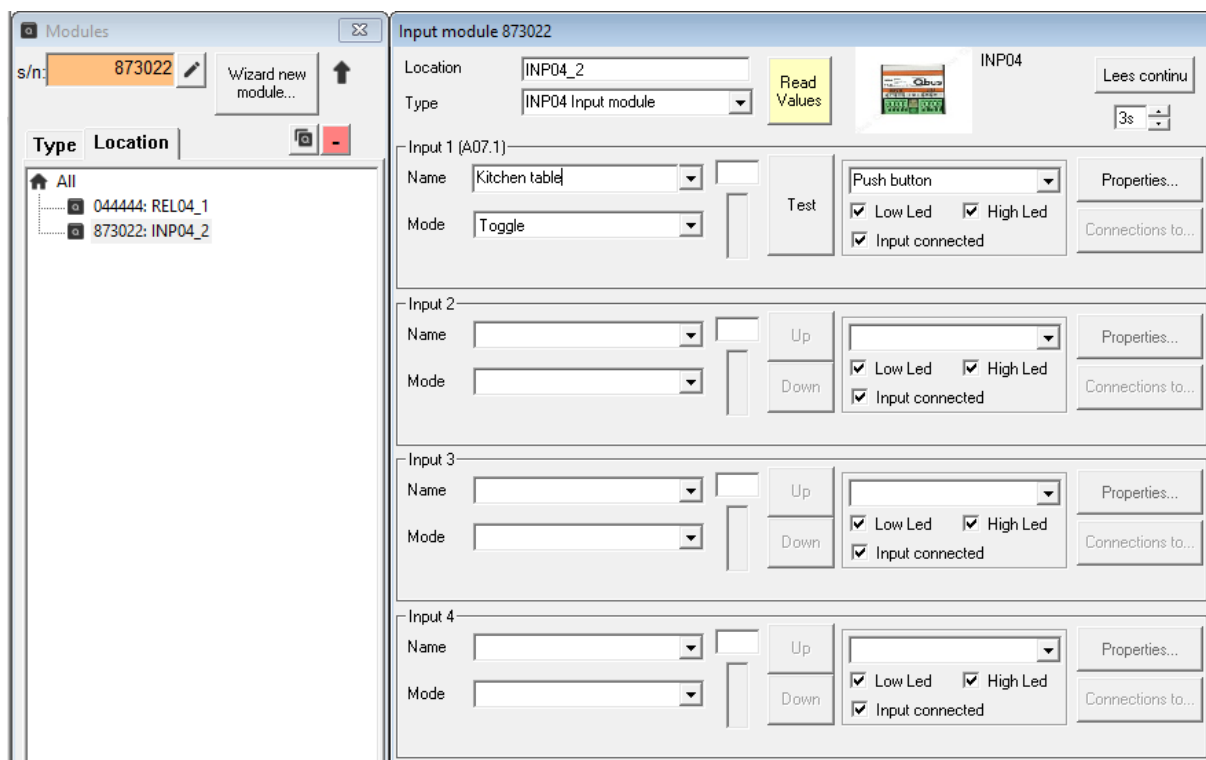 Modules
s/n: 873022
Wizard new
module...
Type Location
-
All
044444: REL04_1
873022: INP04_2
Input module 873022
Location INP04_2
Type INP04 Input module
Read
Values
Qbus
INP04
Lees continu
3s
Input 1 (A07.1)
Name Kitchen table
Mode Toggle
Test
Push button
Low Led High Led
Input connected
Properties...
Connections to...
Input 2
Name
Mode
Up
Down
Low Led High Led
Input connected
Properties...
Connections to...
Input 3
Name
Mode
Up
Down
Low Led High Led
Input connected
Properties...
Connections to...
Input 4
Name
Mode
Up
Down
Low Led High Led
Input connected
Properties...
Connections to...